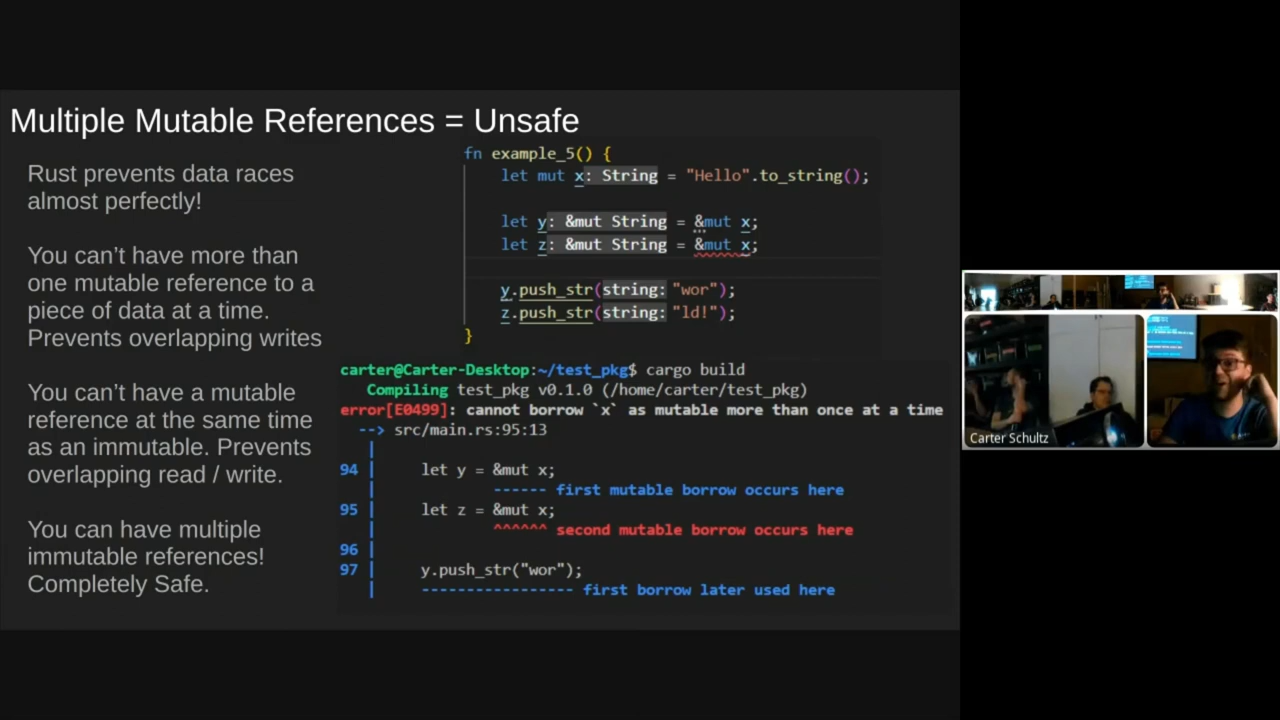 Multiple Mutable References = Unsafe
Rust prevents data races
almost perfectly!
You can’t have more than
one mutable reference to a
piece of data at a time.
Prevents overlapping writes
You can’t have a mutable
reference at the same time
as an immutable. Prevents
overlapping read / write.
You can have multiple
immutable references!
Completely Safe.
fn example_5() {
let mut x: String = "Hello".to_string();
let y: &mut String = &mut x;
let z: &mut String = &mut x;
y.push_str(string: "wor");
z.push_str(string: "ld!");
}
carter@Carter-Desktop:~/test_pkg$ cargo build
Compiling test_pkg v0.1.0 (/home/carter/test_pkg)
error[E0499]: cannot borrow `x` as mutable more than once at a time
--> src/main.rs:95:13
|
94 | let y = &mut x;
| ------ first mutable borrow occurs here
95 | let z = &mut x;
| ^^^^^^ second mutable borrow occurs here
96 |
97 | y.push_str("wor");
| ----------------- first borrow later used here
Carter Schultz